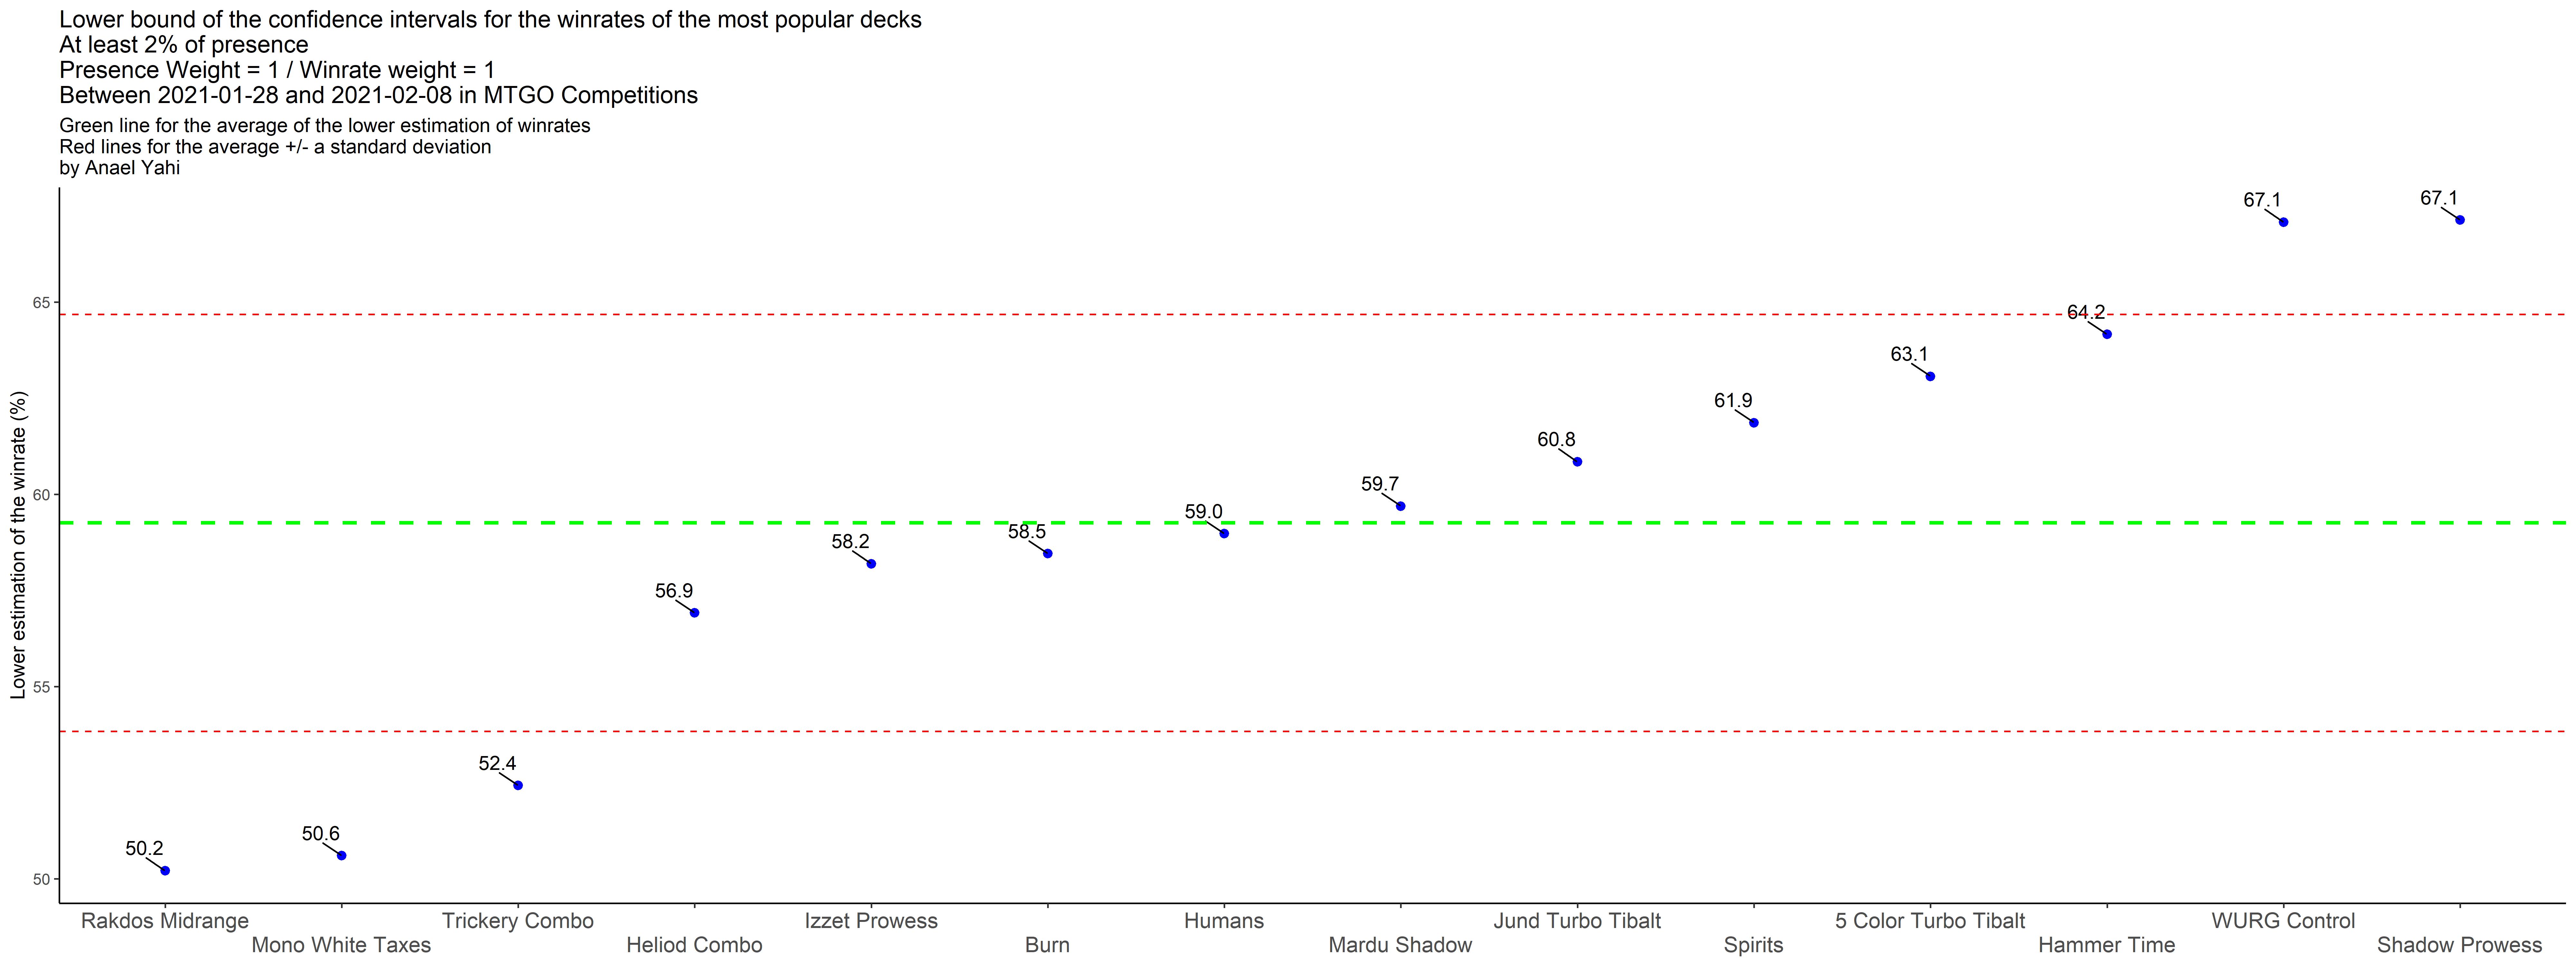 Lower bound of the confidence intervals for the winrates of the most popular decks
At least 2% of presence
Presence Weight = 1 / Winrate weight = 1
Between 2021-01-28 and 2021-02-08 in MTGO Competitions
Green line for the average of the lower estimation of winrates
Red lines for the average +/- a standard deviation
by Anael Yahi
Lower estimation of the winrate (%)
65
60
55
50
50.2
50.6
52.4
56.9
58.2
58.5
59.0
59.7
60.8
61.9
63.1
64.2
67.1
67.1
Rakdos Midrange
Mono White Taxes
Trickery Combo
Heliod Combo
Izzet Prowess
Burn
Humans
Mardu Shadow
Jund Turbo Tibalt
Spirits
5 Color Turbo Tibalt
Hammer Time
WURG Control
Shadow Prowess